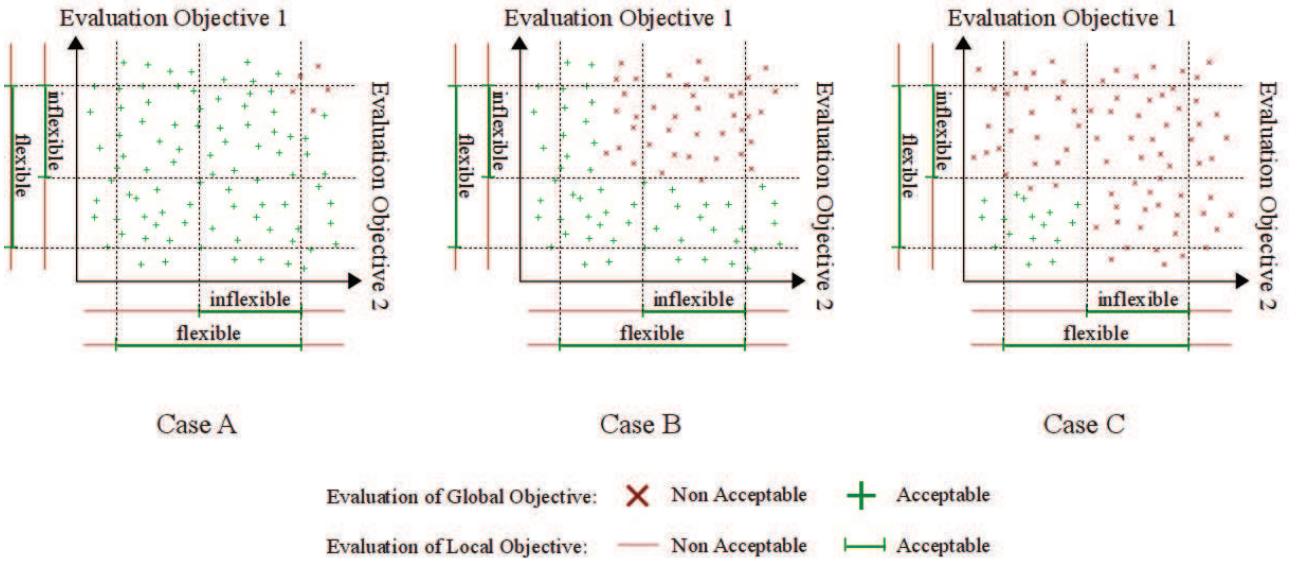 Evaluation Objective 1
Evaluation Objective 2
flexible
inflexible
inflexible
flexible
Case A
Evaluation Objective 1
Evaluation Objective 2
flexible
inflexible
inflexible
flexible
Case B
Evaluation Objective 1
Evaluation Objective 2
flexible
inflexible
inflexible
flexible
Case C
Evaluation of Global Objective: Non Acceptable Acceptable
Evaluation of Local Objective: Non Acceptable Acceptable